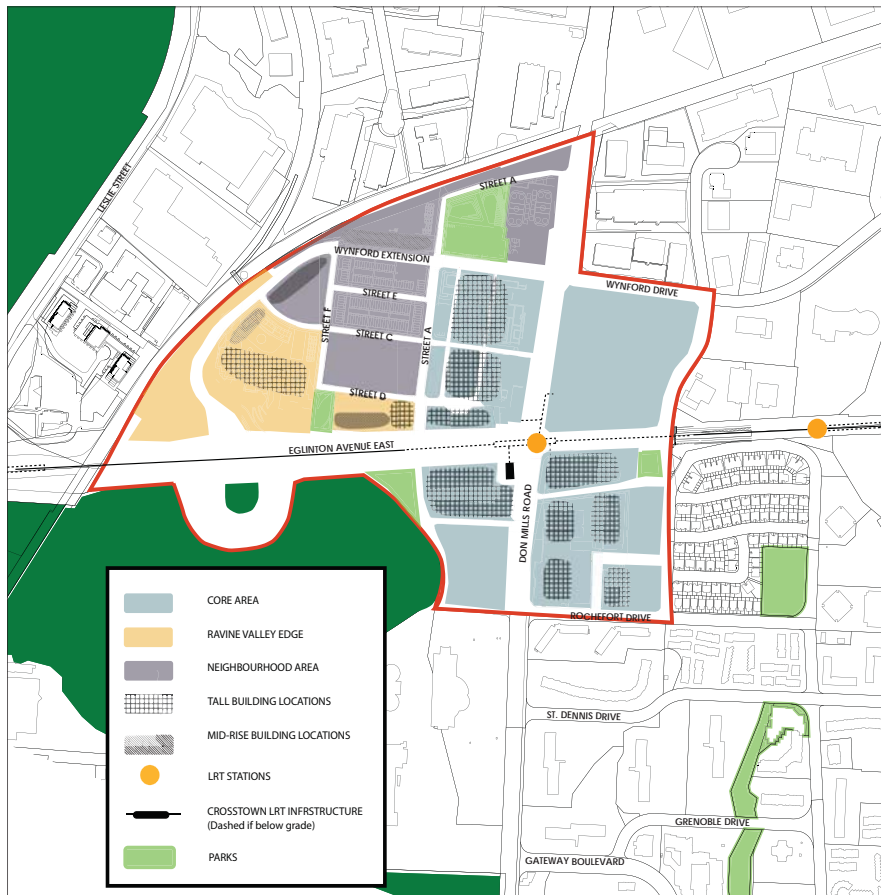 LESLIE STREET
STREET A
WYNFORD EXTENSION
WYNFORD DRIVE
STREET E
STREET F
STREET C
STREET A
STREET D
EGLINTON AVENUE EAST
DON MILLS ROAD
ROCHEFORT DRIVE
ST. DENNIS DRIVE
GRENOBLE DRIVE
GATEWAY BOULEVARD
CORE AREA
RAVINE VALLEY EDGE
NEIGHBOURHOOD AREA
TALL BUILDING LOCATIONS
MID-RISE BUILDING LOCATIONS
LRT STATIONS
CROSSTOWN LRT INFRSTRUCTURE
(Dashed if below grade)
PARKS